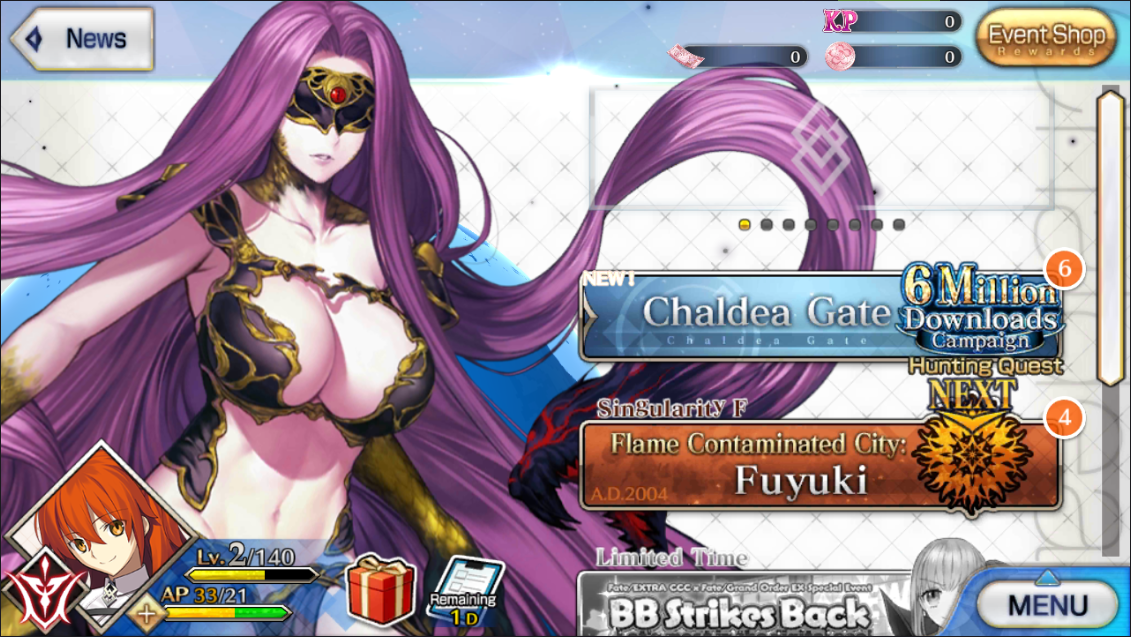 News
KP 0
0
0
Event Shop
Rewards
NEW!
6
Chaldea Gate
Chaldea Gate
6 Million
Downloads
Campaign
Hunting Quest
NEXT
Singularity F
4
Flame Contaminated City:
Fuyuki
A.D.2004
Limited Time
Fate/EXTRA CCC x Fate/Grand Order EX Special Event
BB Strikes Back
Lv. 2/140
AP 33/21
Remaining
1D
MENU